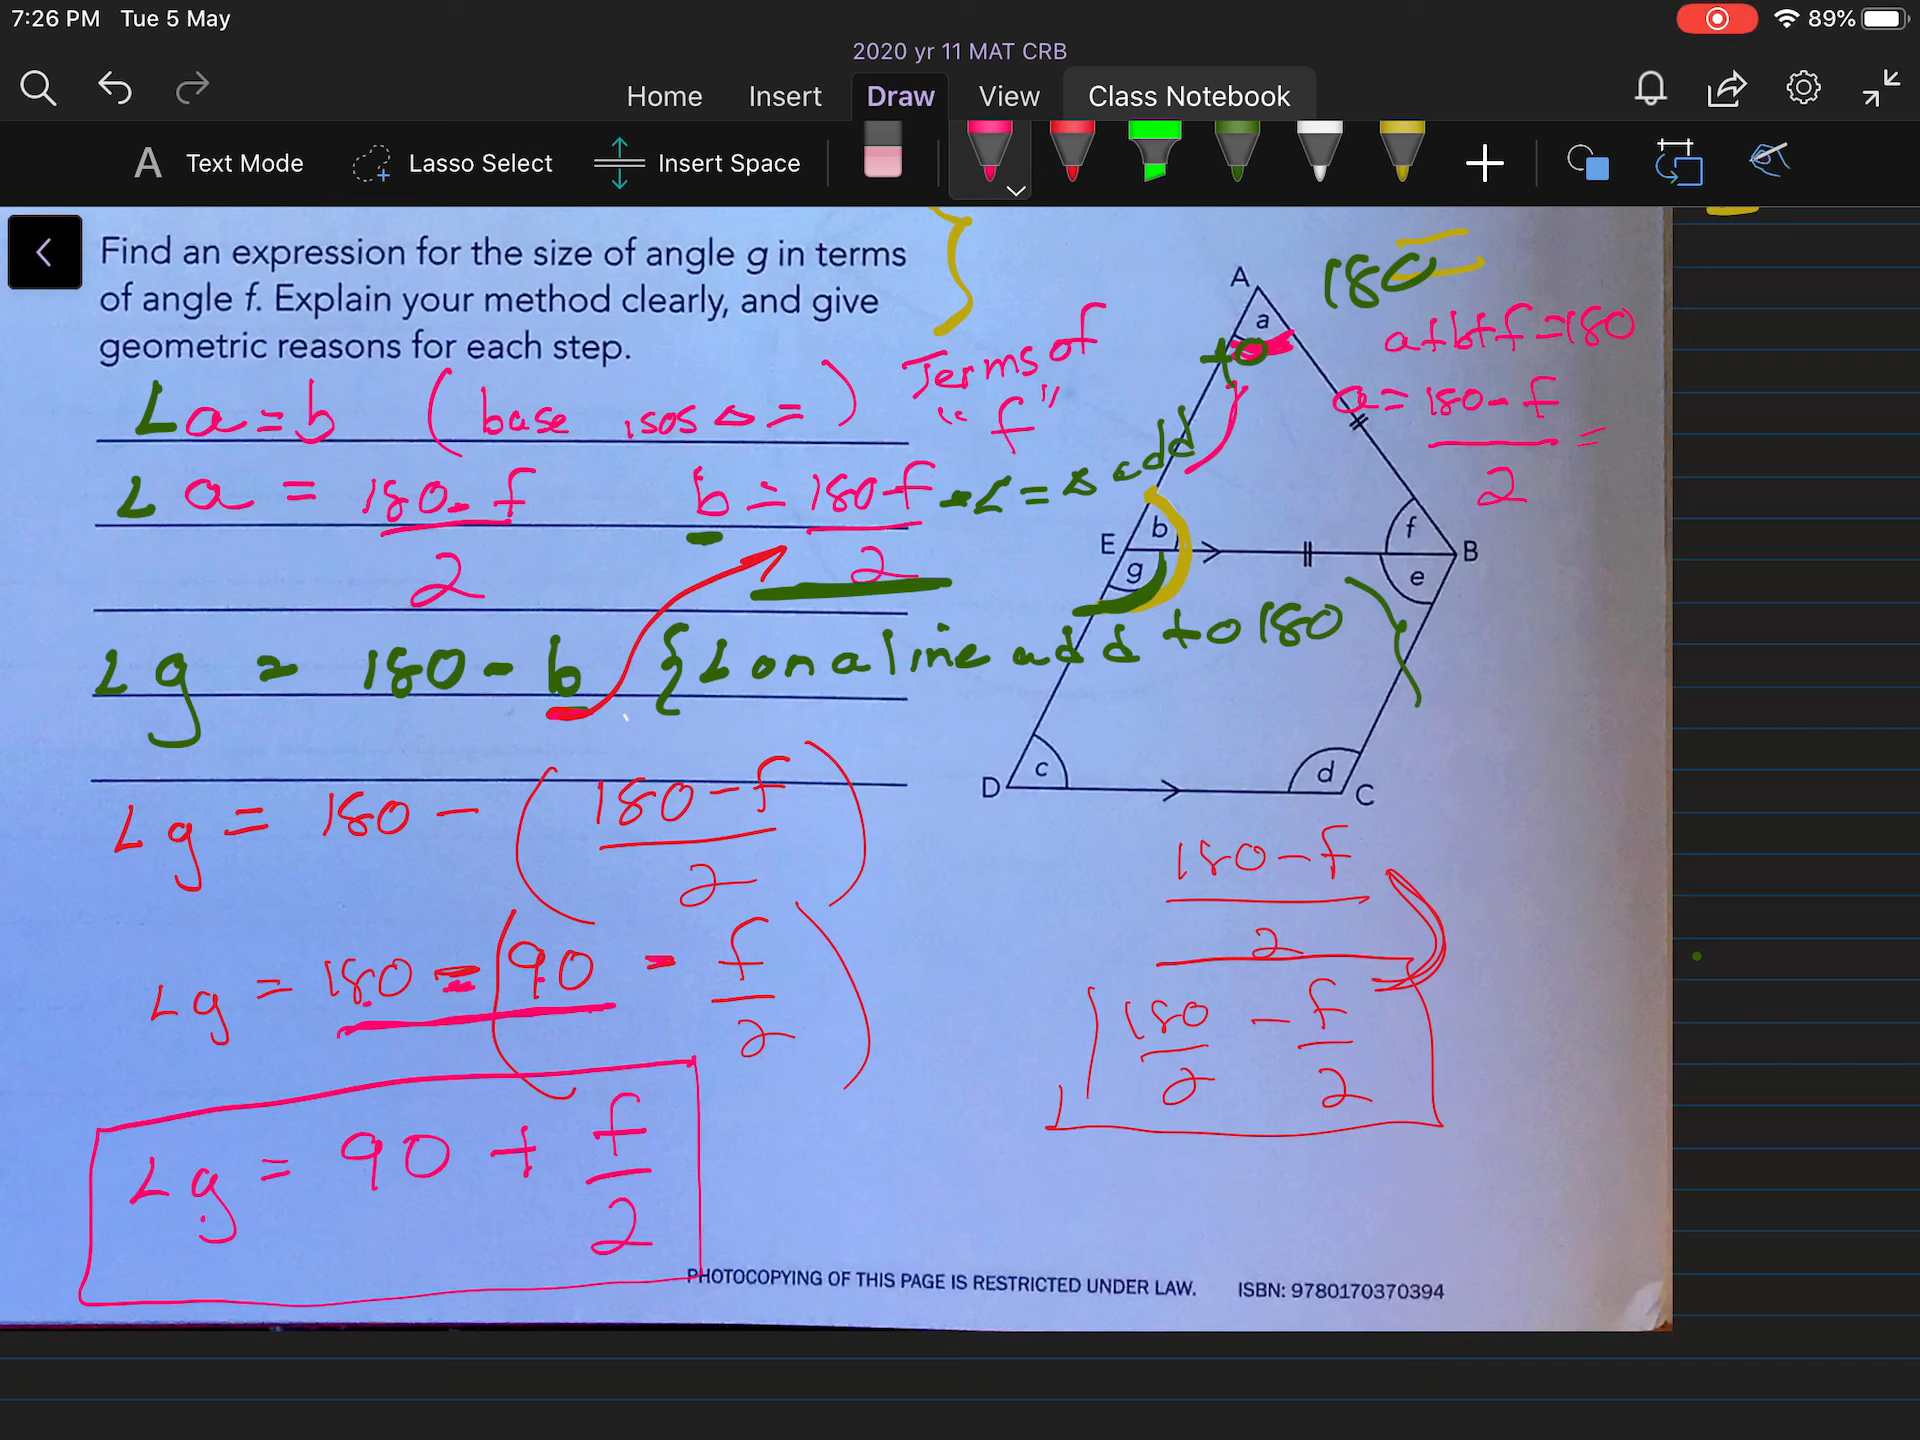 7:26 PM Tue 5 May
89%
2020 yr 11 MAT CRB
Home Insert Draw View Class Notebook
A Text Mode Lasso Select Insert Space
Find an expression for the size of angle g in terms
of angle f. Explain your method clearly, and give
geometric reasons for each step.
∠a = b (base isos △ =)
Terms of
"f"
∠a = 180 - f
2
b = 180-f
2
∠ = △ add
to
180
∠g = 180 - b { ∠ on a line add to 180
∠g = 180 - (180 - f
2)
∠g = 180 - (90 - f
2)
∠g = 90 + f
2
A
a
a+b+f=180
a = 180 - f =
2
b
E
g
f
B
e
D
c
d
C
180 - f
2
180 - f
2 2
PHOTOCOPYING OF THIS PAGE IS RESTRICTED UNDER LAW. ISBN: 9780170370394